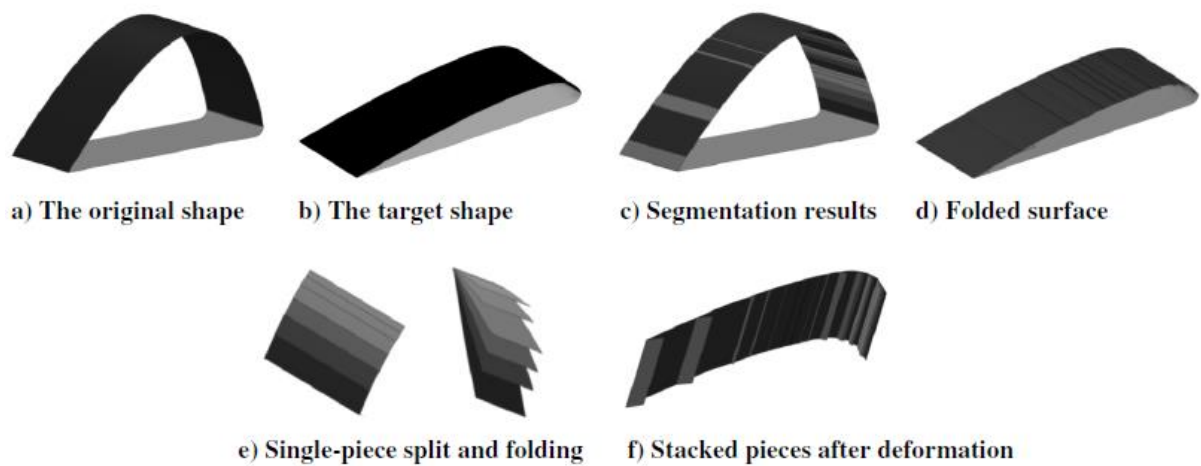 a) The original shape
b) The target shape
c) Segmentation results
d) Folded surface
e) Single-piece split and folding
f) Stacked pieces after deformation